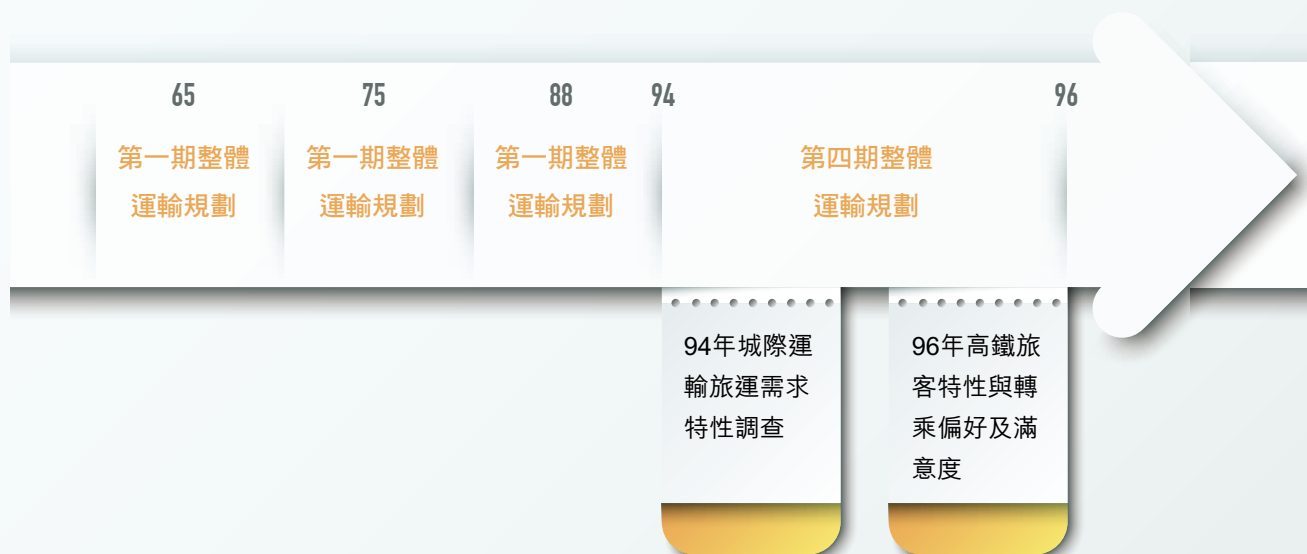 65
75
88
94
96
第一期整體
運輸規劃
第一期整體
運輸規劃
第一期整體
運輸規劃
第四期整體
運輸規劃
94年城際運
輸旅運需求
特性調查
96年高鐵旅
客特性與轉
乘偏好及滿
意度